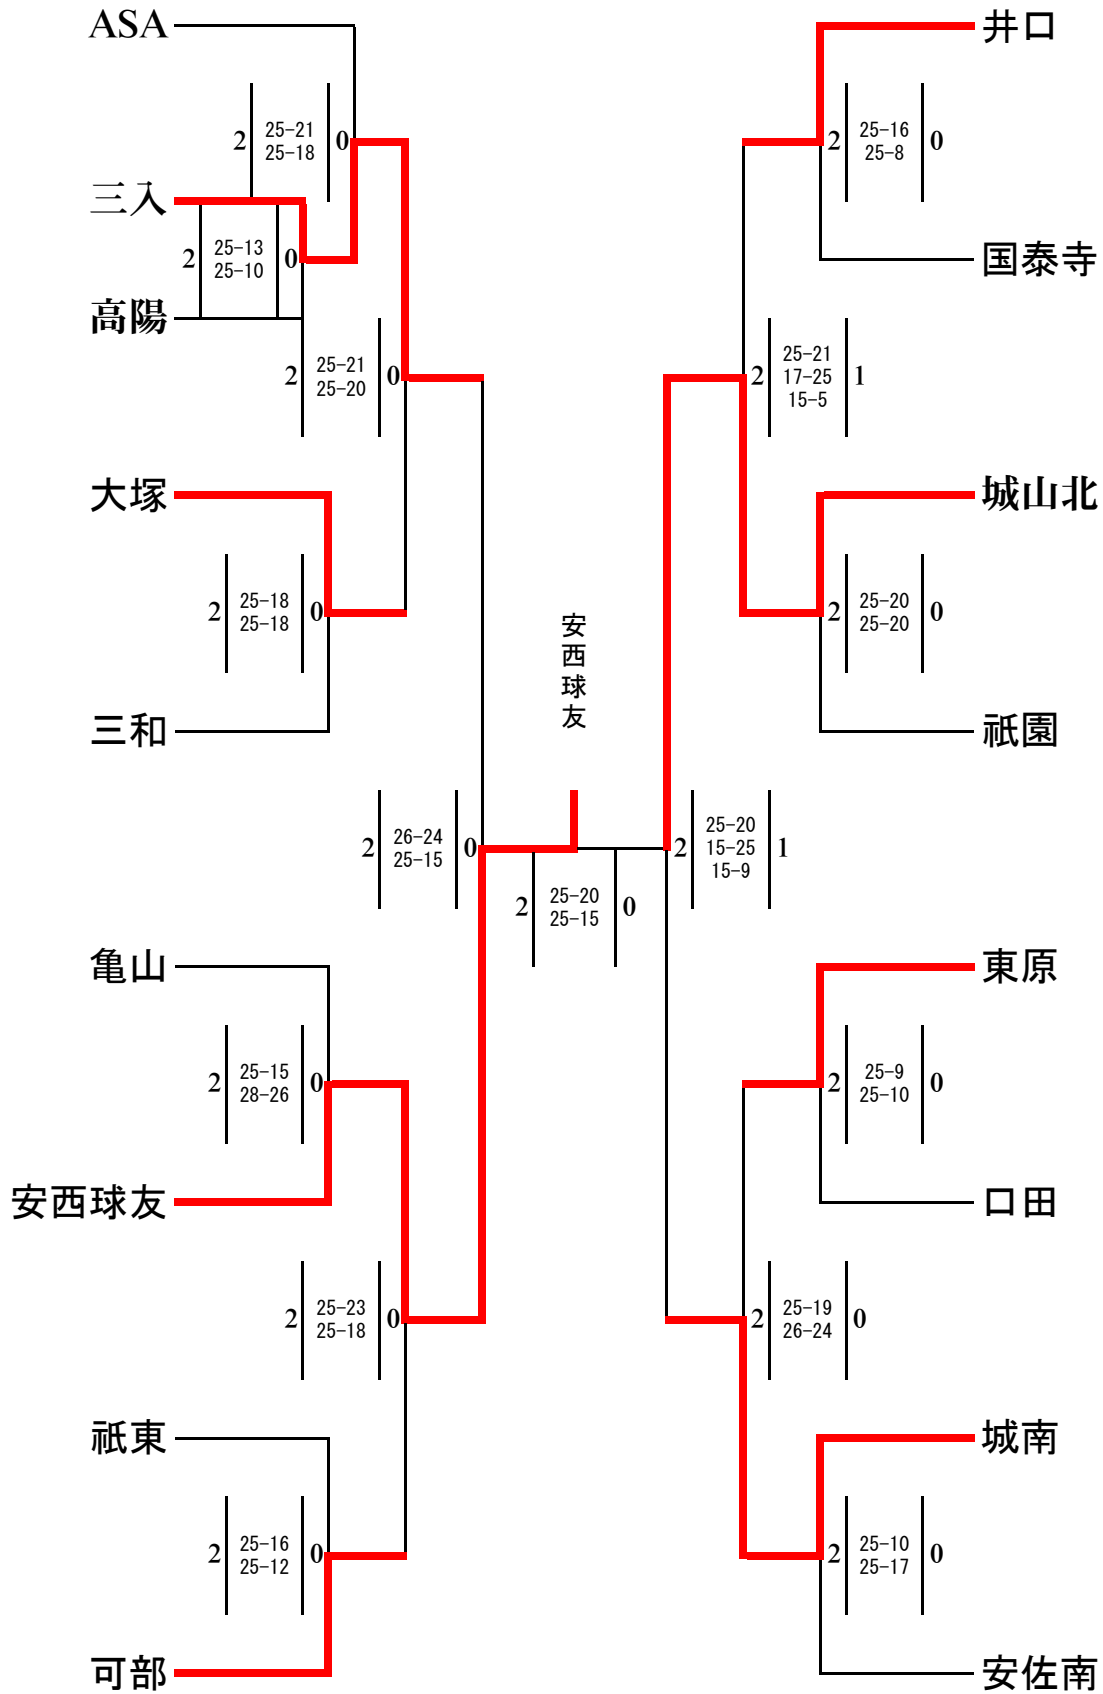 ASA
2 25-21 0
25-18
三入
2 25-13 0
25-10
高陽
2 25-21 0
25-20
大塚
2 25-18 0
25-18
三和
2 26-24 0
25-15
亀山
2 25-15 0
28-26
安西球友
2 25-23 0
25-18
祇東
2 25-16 0
25-12
可部
安西球友
2 25-20 0
25-15
井口
2 25-16 0
25-8
国泰寺
25-21
2 17-25 1
15-5
城山北
2 25-20 0
25-20
祇園
25-20
2 15-25 1
15-9
東原
2 25-9 0
25-10
口田
2 25-19 0
26-24
城南
2 25-10 0
25-17
安佐南